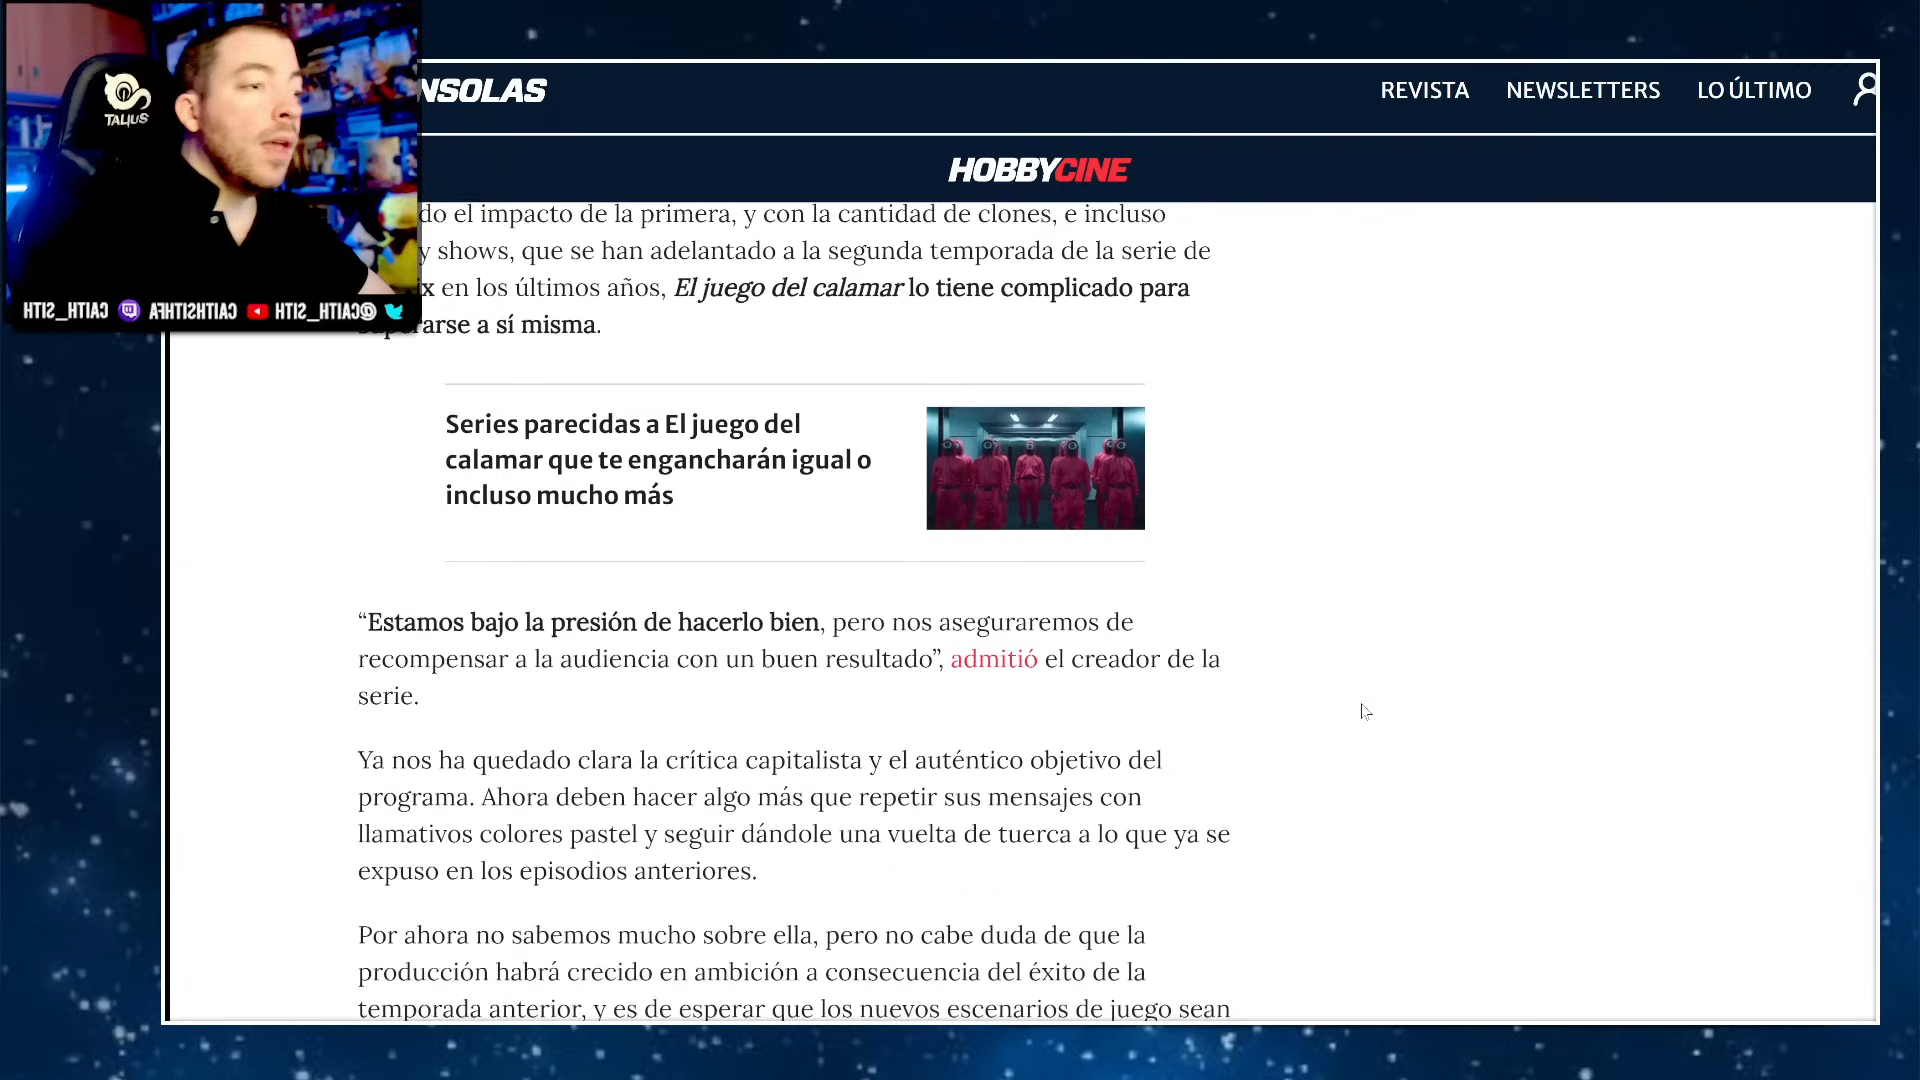 TALIUS
CAITH_SITH CAITHSITHFA @CAITH_SITH
NSOLAS
REVISTA NEWSLETTERS LO ÚLTIMO
HOBBYCINE
do el impacto de la primera, y con la cantidad de clones, e incluso
y shows, que se han adelantado a la segunda temporada de la serie de
x en los últimos años, El juego del calamar lo tiene complicado para
superarse a sí misma.
Series parecidas a El juego del
calamar que te engancharán igual o
incluso mucho más
“Estamos bajo la presión de hacerlo bien, pero nos aseguraremos de
recompensar a la audiencia con un buen resultado”, admitió el creador de la
serie.
Ya nos ha quedado clara la crítica capitalista y el auténtico objetivo del
programa. Ahora deben hacer algo más que repetir sus mensajes con
llamativos colores pastel y seguir dándole una vuelta de tuerca a lo que ya se
expuso en los episodios anteriores.
Por ahora no sabemos mucho sobre ella, pero no cabe duda de que la
producción habrá crecido en ambición a consecuencia del éxito de la
temporada anterior, y es de esperar que los nuevos escenarios de juego sean